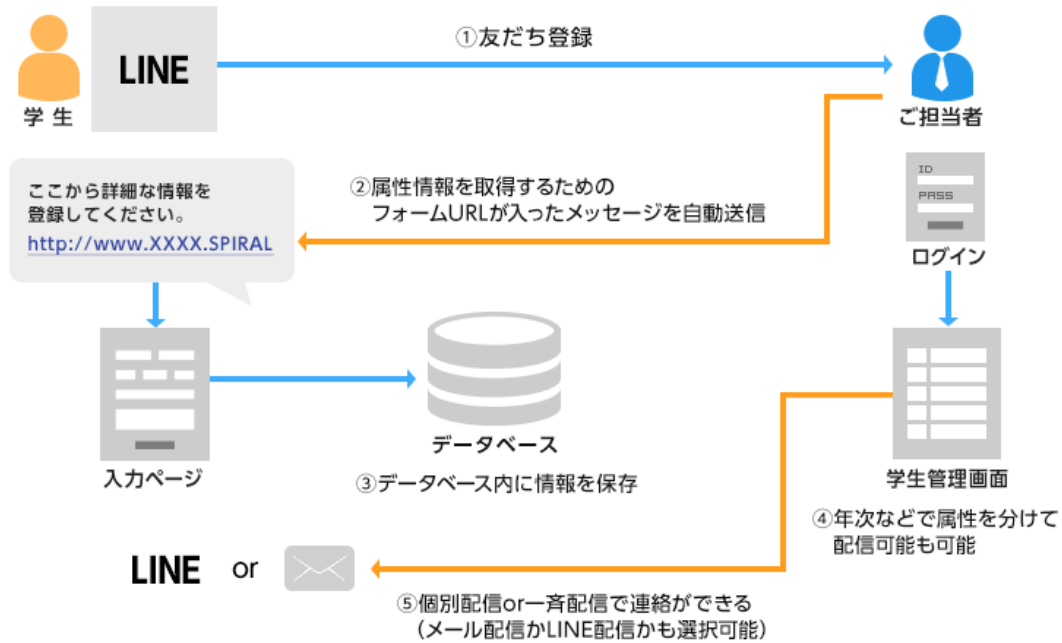 ①友だち登録
LINE
学 生
ご担当者
ここから詳細な情報を
登録してください。
http://www.XXXX.SPIRAL
②属性情報を取得するための
フォームURLが入ったメッセージを自動送信
ID
PASS
ログイン
入力ページ
データベース
③データベース内に情報を保存
学生管理画面
④年次などで属性を分けて
配信可能も可能
LINE or
⑤個別配信or一斉配信で連絡ができる
（メール配信かLINE配信かも選択可能）